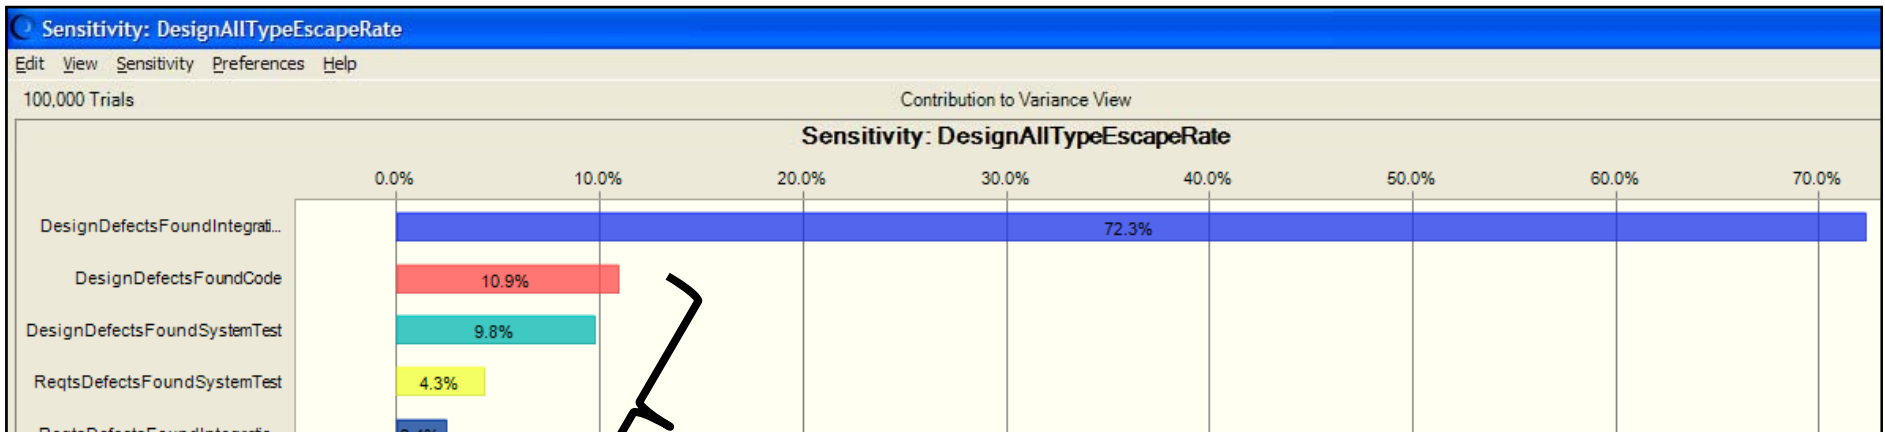 Sensitivity: DesignAllTypeEscapeRate
Edit View Sensitivity Preferences Help
100,000 Trials Contribution to Variance View
Sensitivity: DesignAllTypeEscapeRate
0.0% 10.0% 20.0% 30.0% 40.0% 50.0% 60.0% 70.0%
DesignDefectsFoundIntegrati... 72.3%
DesignDefectsFoundCode 10.9%
DesignDefectsFoundSystemTest 9.8%
ReqtsDefectsFoundSystemTest 4.3%